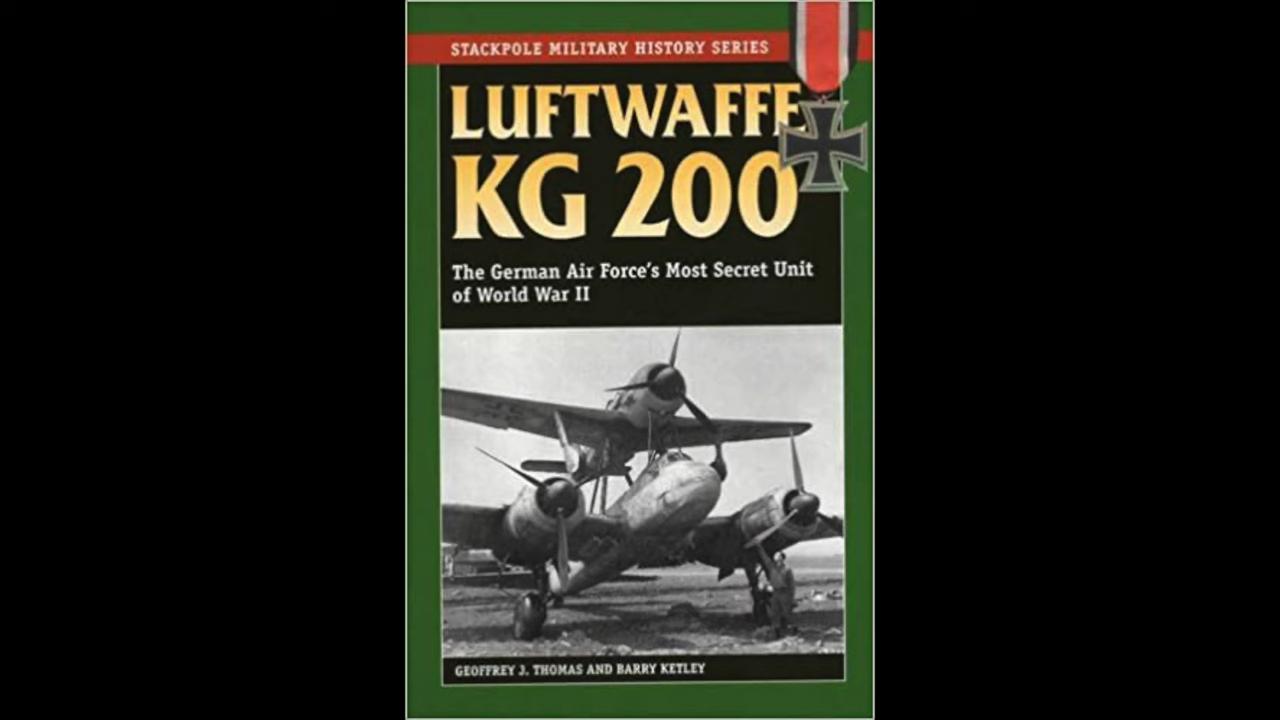 STACKPOLE MILITARY HISTORY SERIES
LUFTWAFFE
KG 200
The German Air Force's Most Secret Unit
of World War II
GEOFFREY J. THOMAS AND BARRY KETLEY